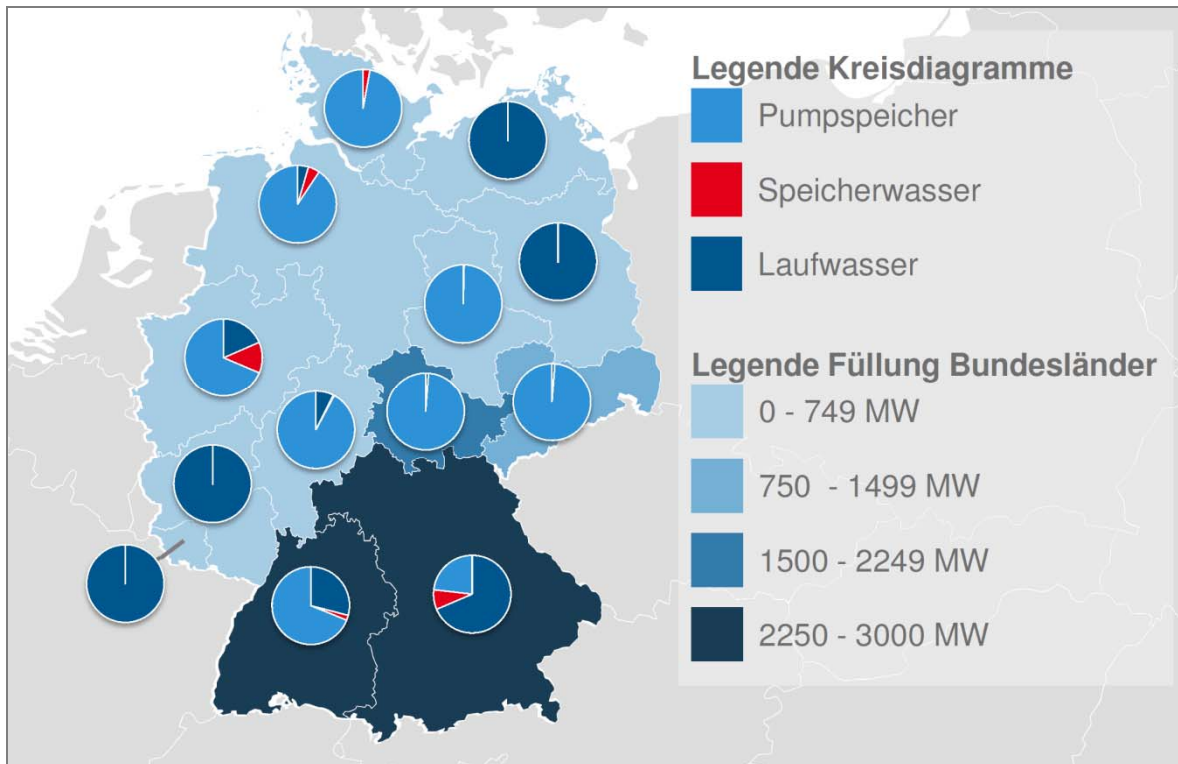 Legende Kreisdiagramme
Pumpspeicher
Speicherwasser
Laufwasser
Legende Füllung Bundesländer
0 - 749 MW
750 - 1499 MW
1500 - 2249 MW
2250 - 3000 MW